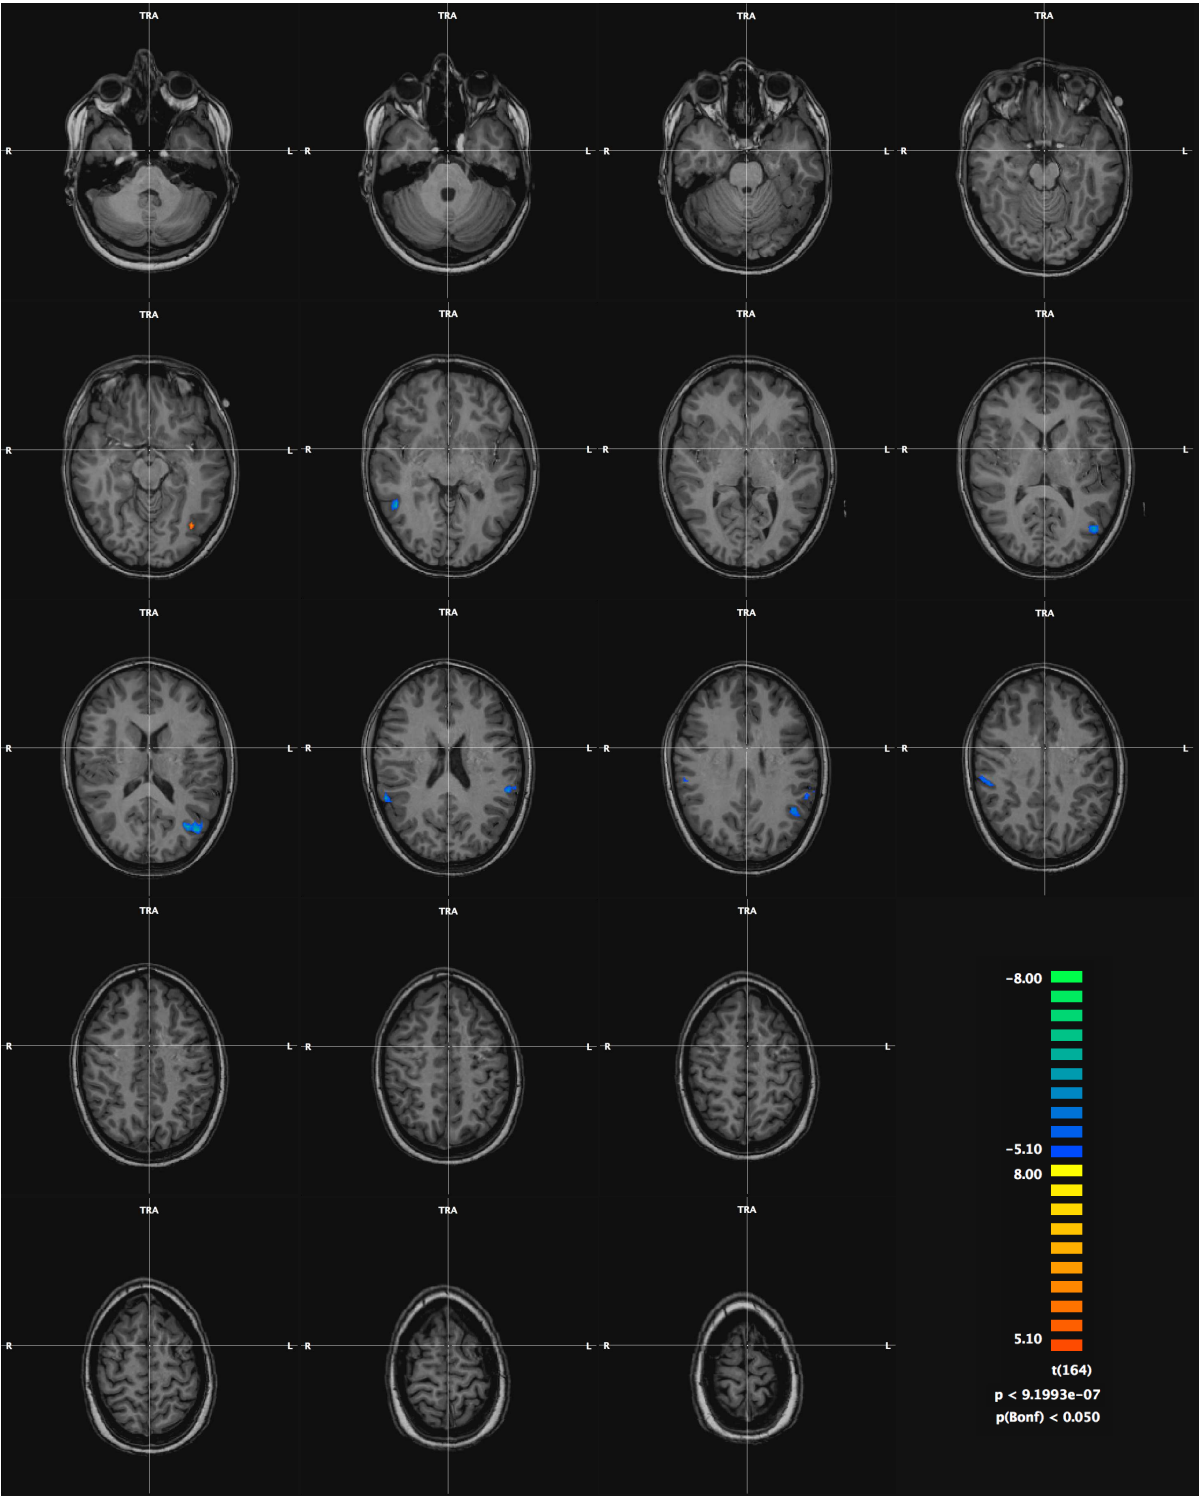 TRA TRA TRA TRA
R L R L R L R L
TRA TRA TRA TRA
R L R L R L R L
TRA TRA TRA TRA
R L R L R L R L
TRA TRA TRA
R L R L R L
−8.00
−5.10
8.00
5.10
t(164)
p < 9.1993e-07
p(Bonf) < 0.050
TRA TRA TRA
R L R L R L